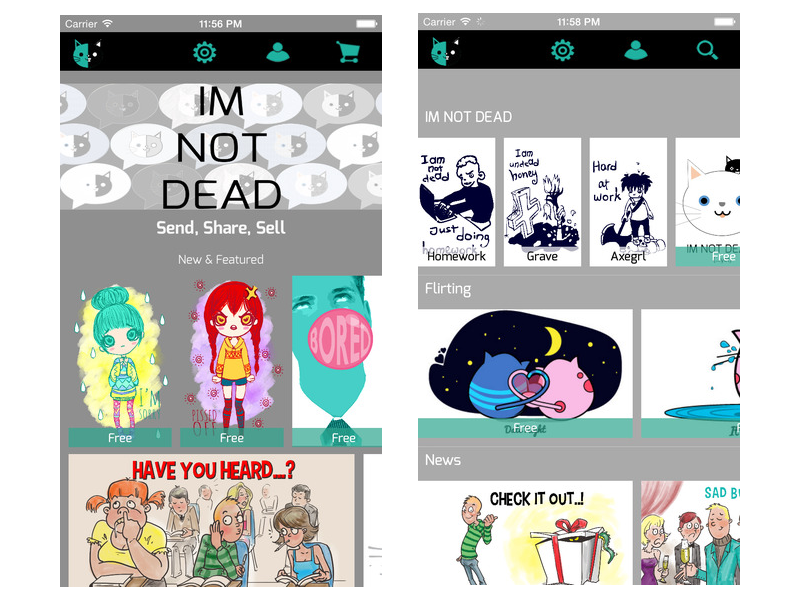 Carrier 11:56 PM
IM
NOT
DEAD
Send, Share, Sell
New & Featured
I'M
SORRY
Free
PISSED
OFF
Free
BORED
Free
HAVE YOU HEARD...?
Carrier 11:58 PM
IM NOT DEAD
I am
not
dead
Just
doing
homework
Homework
I am
undead
honey
Grave
Hard
at
work
Axegrl
IM NOT DE
Free
Flirting
Free
News
CHECK IT OUT..!
SAD B